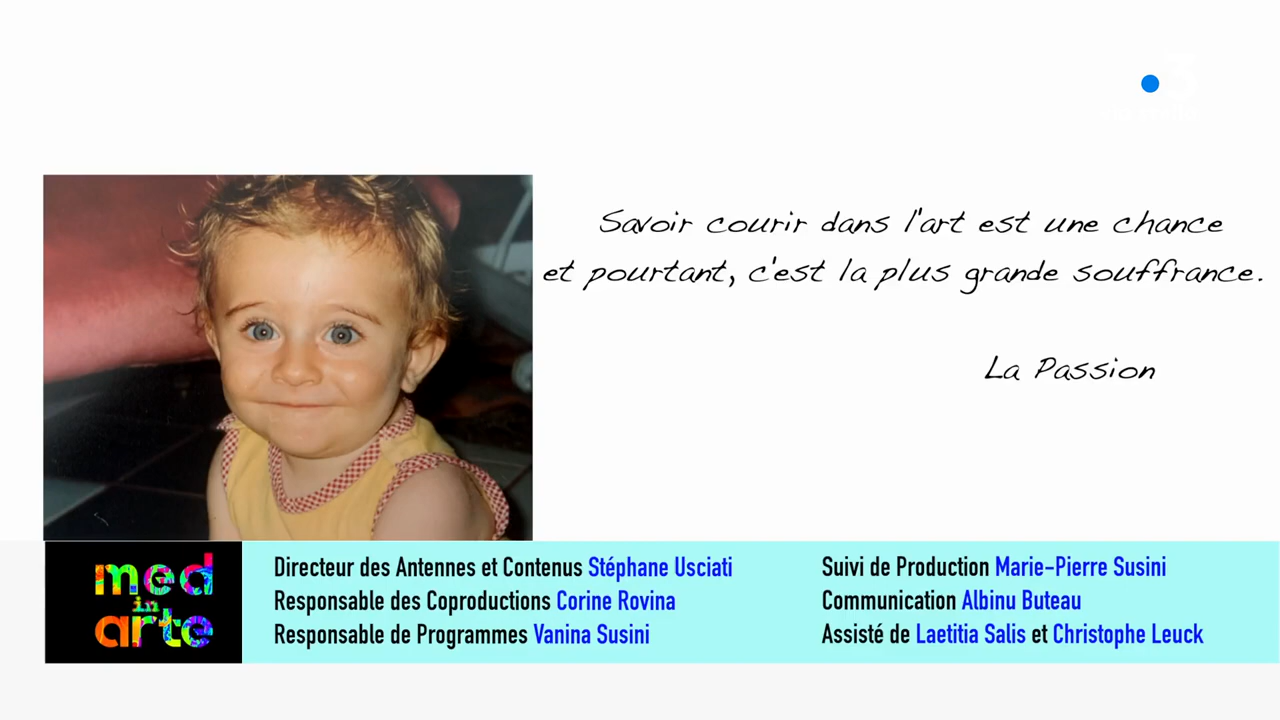 3
Savoir courir dans l'art est une chance
et pourtant, c'est la plus grande souffrance.
La Passion
med
in
arte
Directeur des Antennes et Contenus Stéphane Usciati
Responsable des Coproductions Corine Rovina
Responsable de Programmes Vanina Susini
Suivi de Production Marie-Pierre Susini
Communication Albinu Buteau
Assisté de Laetitia Salis et Christophe Leuck